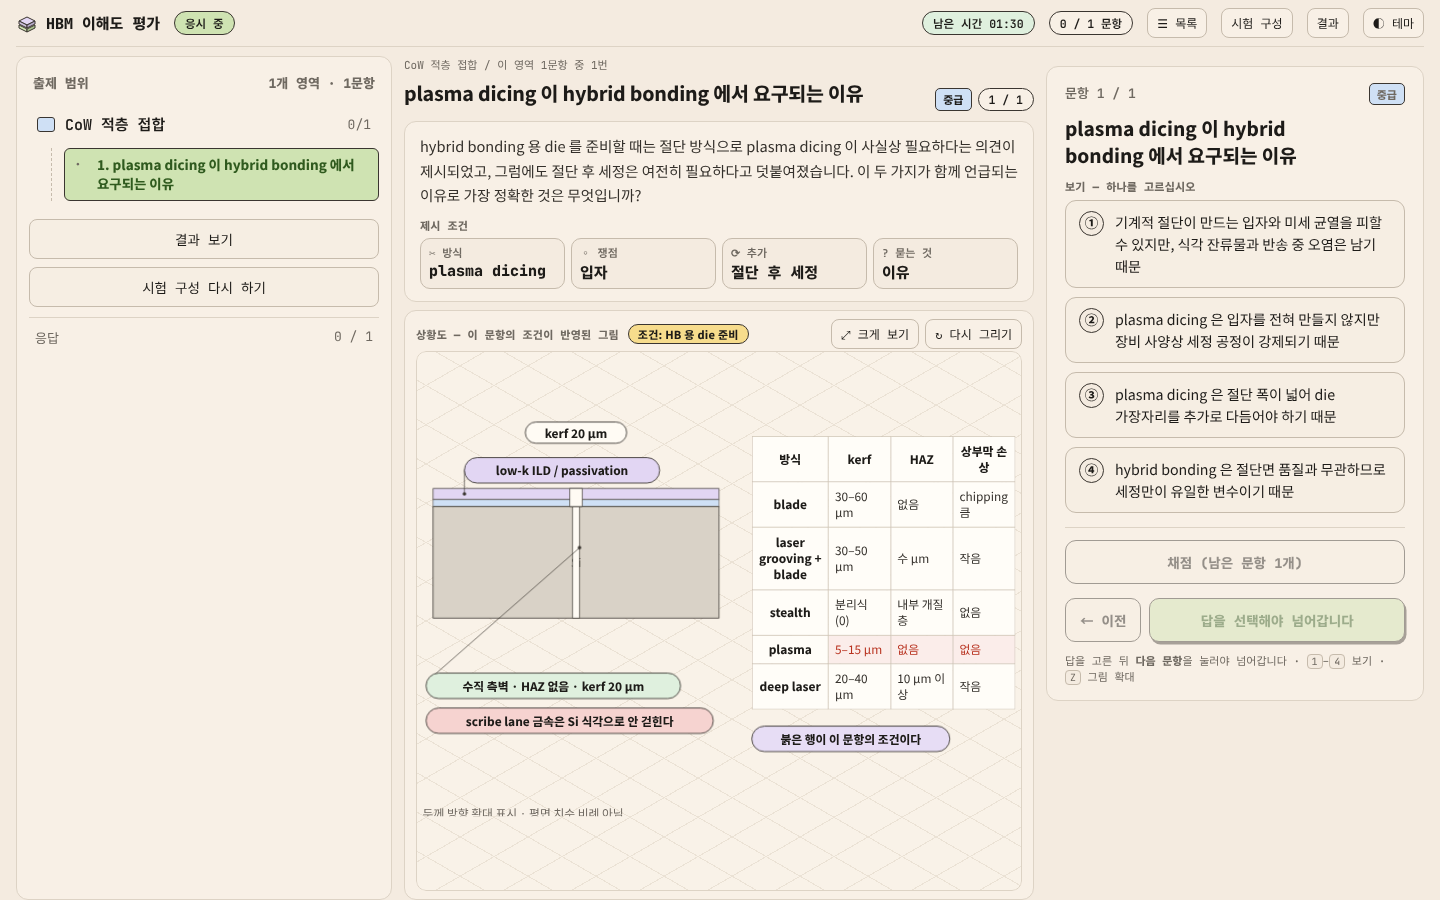 HBM 이해도 평가
응시 중
남은 시간 01:30
0 / 1 문항
☰ 목록
시험 구성
결과
◐ 테마
출제 범위
1개 영역 · 1문항
CoW 적층 접합
0/1
· 1. plasma dicing 이 hybrid bonding 에서
요구되는 이유
결과 보기
시험 구성 다시 하기
응답
0 / 1
CoW 적층 접합 / 이 영역 1문항 중 1번
plasma dicing 이 hybrid bonding 에서 요구되는 이유
중급
1 / 1
hybrid bonding 용 die 를 준비할 때는 절단 방식으로 plasma dicing 이 사실상 필요하다는 의견이
제시되었고, 그럼에도 절단 후 세정은 여전히 필요하다고 덧붙여졌습니다. 이 두 가지가 함께 언급되는
이유로 가장 정확한 것은 무엇입니까?
제시 조건
✂ 방식
plasma dicing
◦ 쟁점
입자
⟳ 추가
절단 후 세정
? 묻는 것
이유
상황도 — 이 문항의 조건이 반영된 그림
조건: HB 용 die 준비
⤢ 크게 보기
↻ 다시 그리기
kerf 20 µm
low-k ILD / passivation
수직 측벽 · HAZ 없음 · kerf 20 µm
scribe lane 금속은 Si 식각으로 안 걷힌다
두께 방향 확대 표시 · 평면 치수 비례 아님
방식
kerf
HAZ
상부막 손
상
blade
30–60
µm
없음
chipping
큼
laser
grooving +
blade
30–50
µm
수 µm
작음
stealth
분리식
(0)
내부 개질
층
없음
plasma
5–15 µm
없음
없음
deep laser
20–40
µm
10 µm 이
상
작음
붉은 행이 이 문항의 조건이다
문항 1 / 1
중급
plasma dicing 이 hybrid
bonding 에서 요구되는 이유
보기 — 하나를 고르십시오
① 기계적 절단이 만드는 입자와 미세 균열을 피할
수 있지만, 식각 잔류물과 반송 중 오염은 남기
때문
② plasma dicing 은 입자를 전혀 만들지 않지만
장비 사양상 세정 공정이 강제되기 때문
③ plasma dicing 은 절단 폭이 넓어 die
가장자리를 추가로 다듬어야 하기 때문
④ hybrid bonding 은 절단면 품질과 무관하므로
세정만이 유일한 변수이기 때문
채점 (남은 문항 1개)
← 이전
답을 선택해야 넘어갑니다
답을 고른 뒤 다음 문항을 눌러야 넘어갑니다 · 1–4 보기 ·
Z 그림 확대